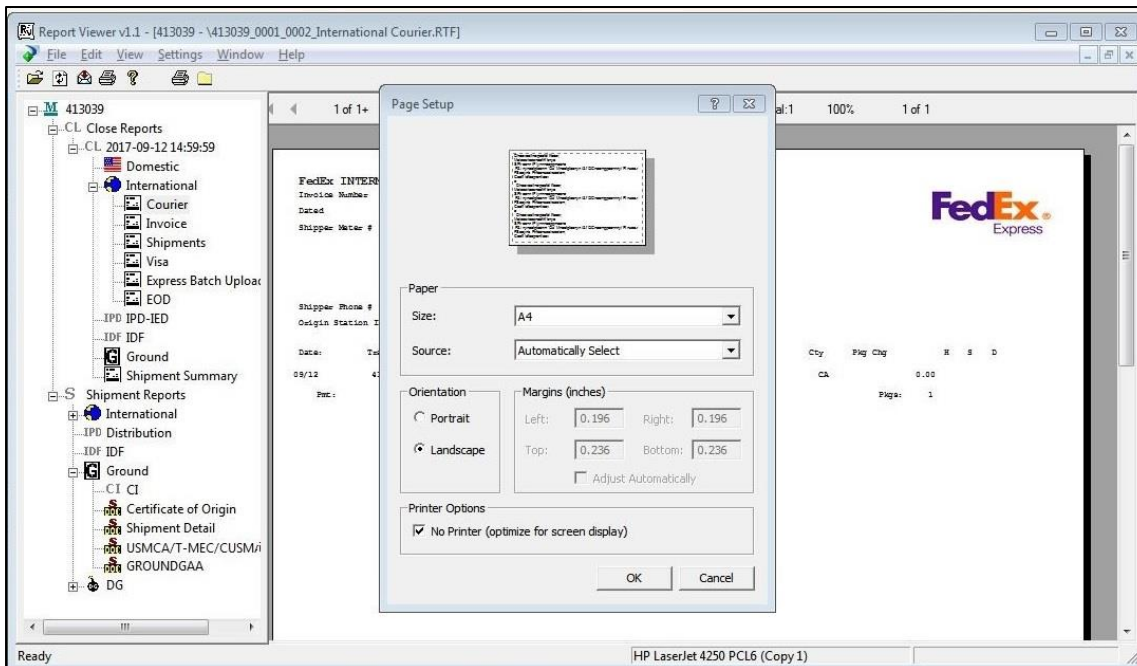 Report Viewer v1.1 - [413039 - \413039_0001_0002_International Courier.RTF]
File Edit View Settings Window Help
M 413039
CL Close Reports
CL 2017-09-12 14:59:59
Domestic
International
Courier
Invoice
Shipments
Visa
Express Batch Upload
EOD
IPD IPD-IED
IDF IDF
G Ground
Shipment Summary
S Shipment Reports
International
IPD Distribution
IDF IDF
G Ground
CI CI
Certificate of Origin
Shipment Detail
USMCA/T-MEC/CUSMA
GROUNDGAA
DG
1 of 1+
al:1 100% 1 of 1
FedEx INTERN
Invoice Number
Dated
Shipper Meter #
FedEx®
Express
Shipper Phone #
Origin Station I
Date:
Cty Pkg Chg H S D
09/12
CA 0.00
Pmt:
Pkgs: 1
Page Setup
Paper
Size: A4
Source: Automatically Select
Orientation
Portrait
Landscape
Margins (inches)
Left: 0.196 Right: 0.196
Top: 0.236 Bottom: 0.236
Adjust Automatically
Printer Options
No Printer (optimize for screen display)
OK Cancel
Ready
HP LaserJet 4250 PCL6 (Copy 1)